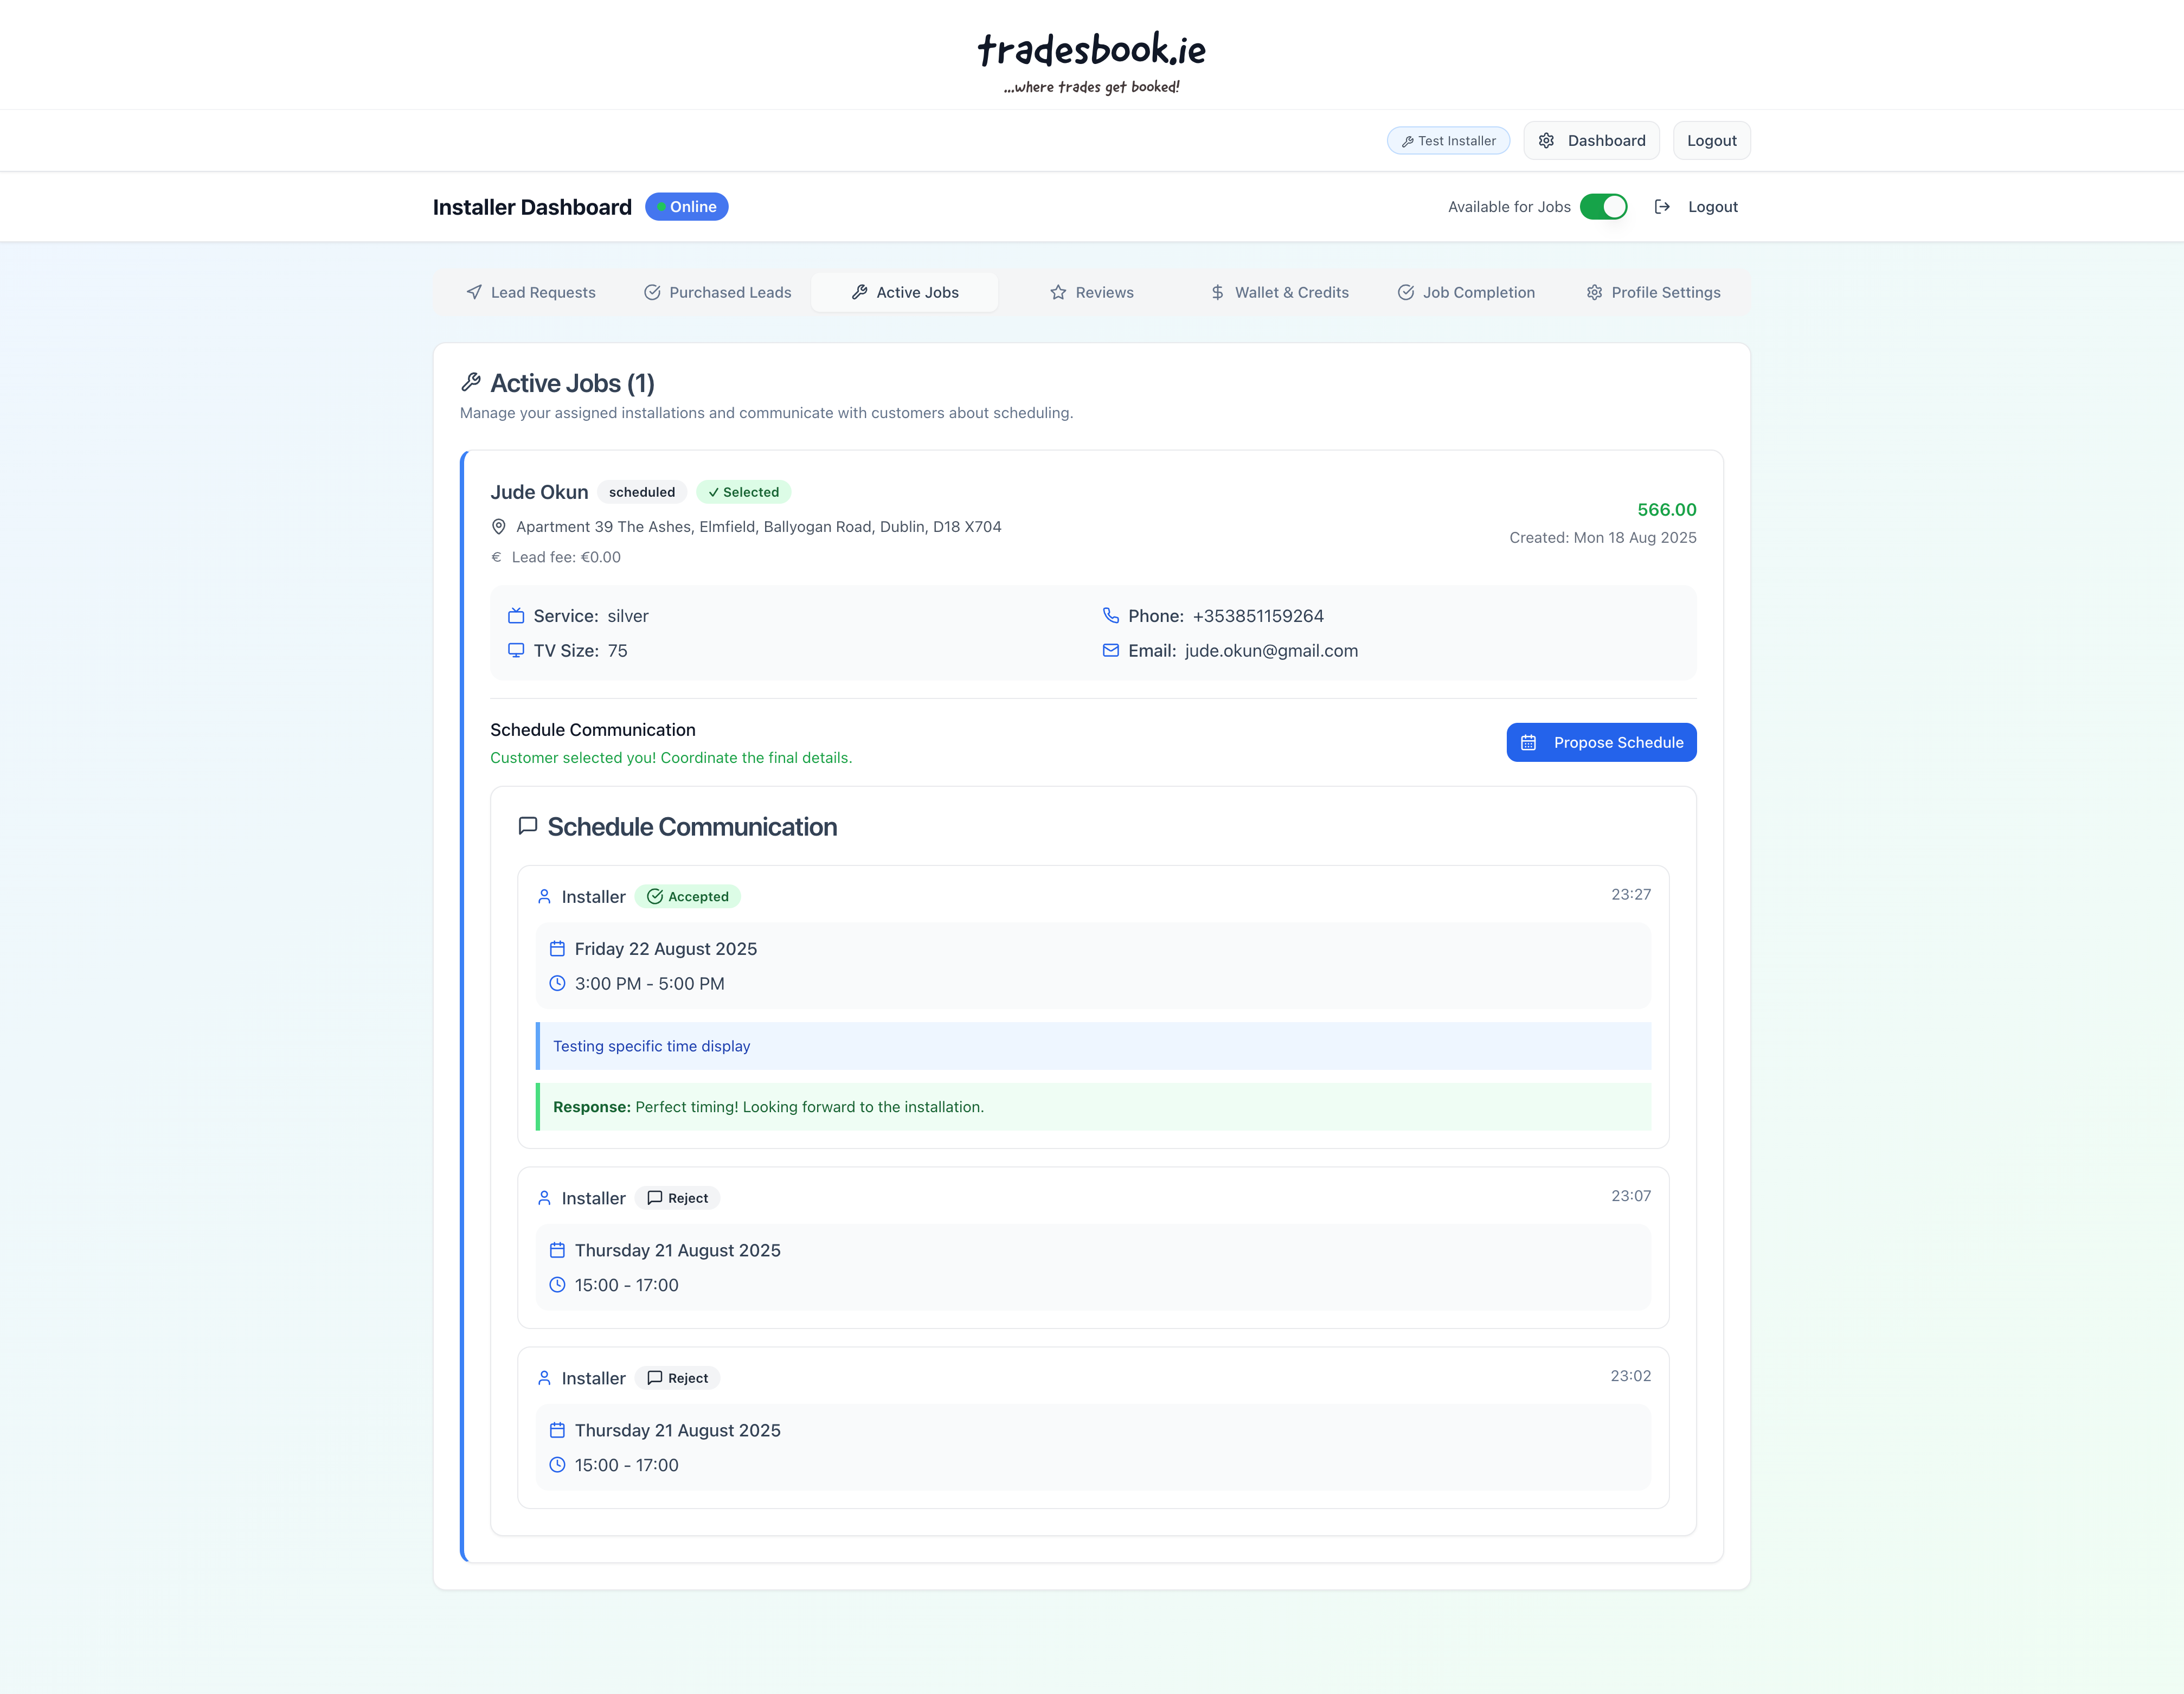 tradesbook.ie
...where trades get booked!
Test Installer
Dashboard
Logout
Installer Dashboard
Online
Available for Jobs
Logout
Lead Requests
Purchased Leads
Active Jobs
Reviews
Wallet & Credits
Job Completion
Profile Settings
Active Jobs (1)
Manage your assigned installations and communicate with customers about scheduling.
Jude Okun
scheduled
✓ Selected
566.00
Apartment 39 The Ashes, Elmfield, Ballyogan Road, Dublin, D18 X704
Created: Mon 18 Aug 2025
€ Lead fee: €0.00
Service: silver
Phone: +353851159264
TV Size: 75
Email: jude.okun@gmail.com
Schedule Communication
Customer selected you! Coordinate the final details.
Propose Schedule
Schedule Communication
Installer
Accepted
23:27
Friday 22 August 2025
3:00 PM - 5:00 PM
Testing specific time display
Response: Perfect timing! Looking forward to the installation.
Installer
Reject
23:07
Thursday 21 August 2025
15:00 - 17:00
Installer
Reject
23:02
Thursday 21 August 2025
15:00 - 17:00